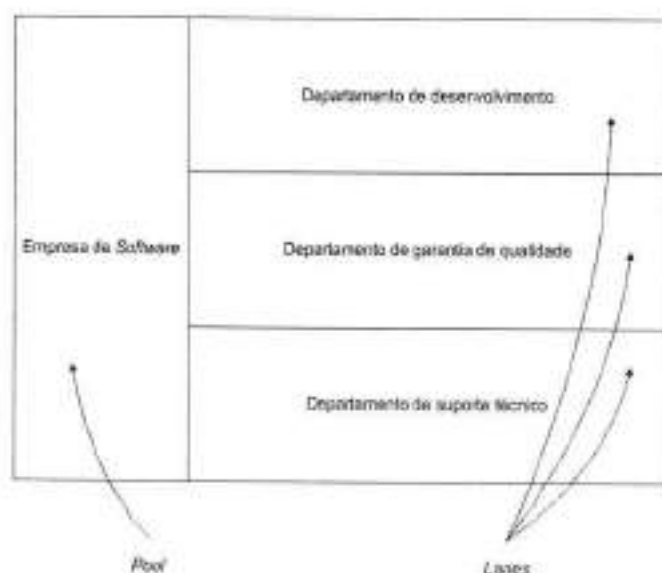 Departamento de desenvolvimento
Empresa de Software
Departamento de garantia de qualidade
Departamento de suporte técnico
Pool
Lanes